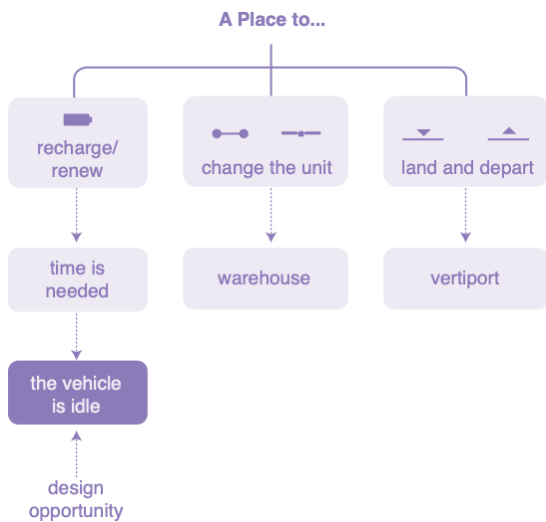 A Place to...
recharge/
renew
change the unit
land and depart
time is
needed
warehouse
vertiport
the vehicle
is idle
design
opportunity